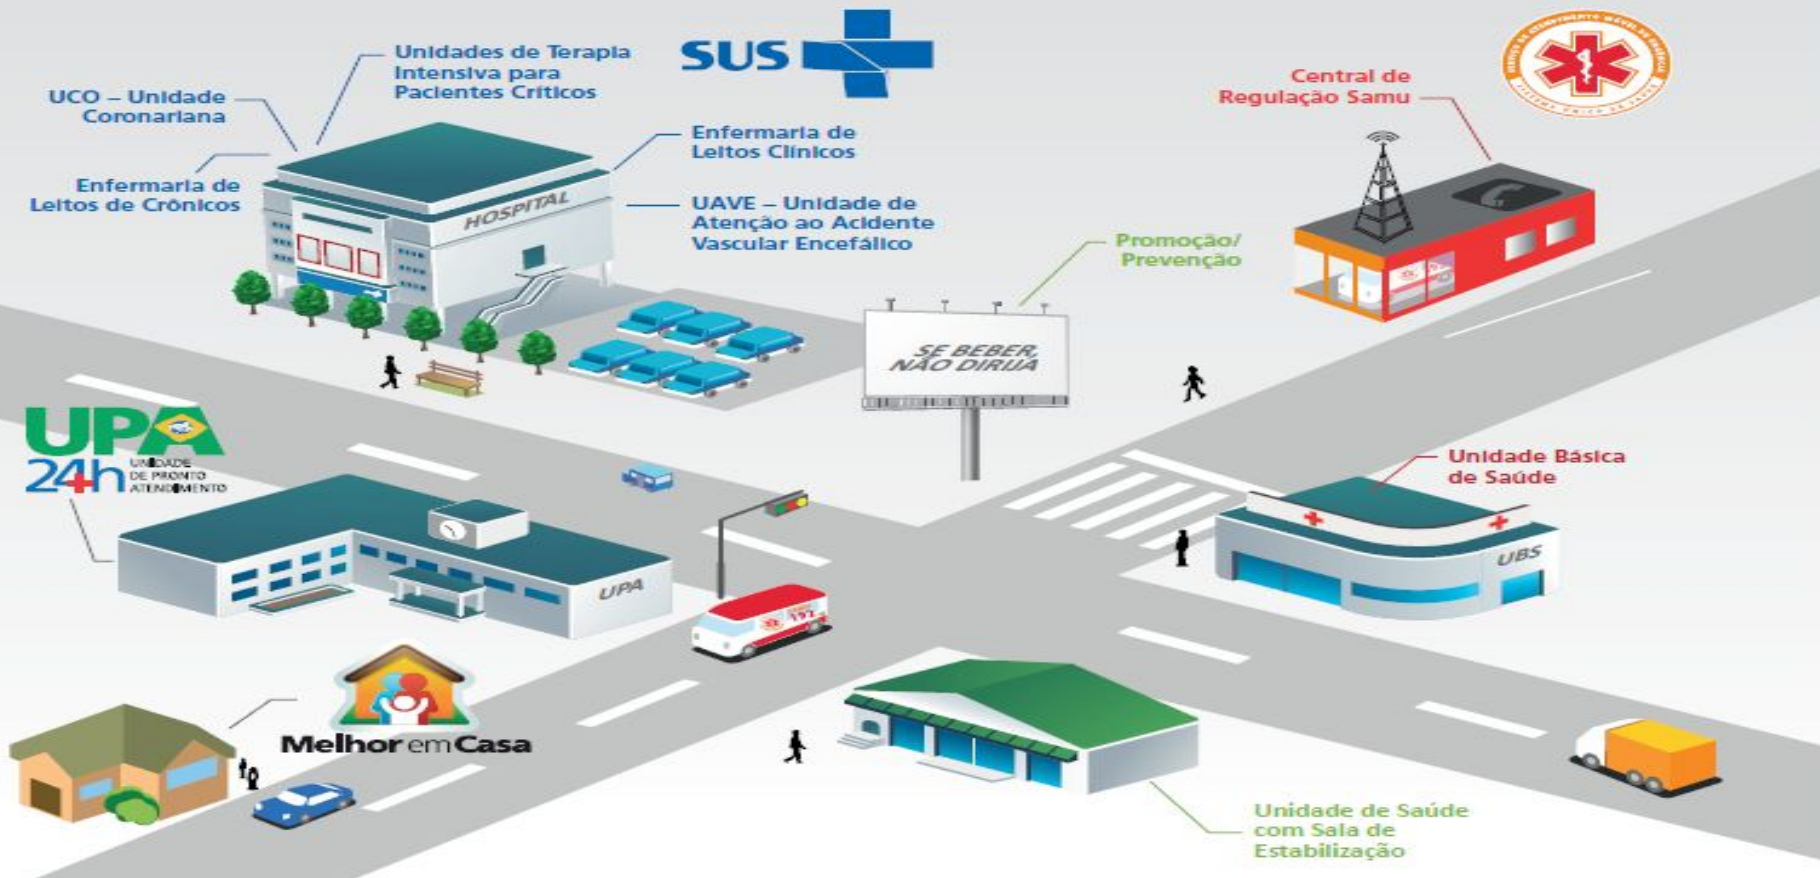 Unidades de Terapia
Intensiva para
Pacientes Críticos
SUS
UCO – Unidade
Coronariana
Enfermaria de
Leitos Clínicos
Enfermaria de
Leitos de Crônicos
HOSPITAL
UAVE – Unidade de
Atenção ao Acidente
Vascular Encefálico
Central de
Regulação Samu
Promoção/
Prevenção
SE BEBER,
NÃO DIRIJA
UPA
24h
UNIDADE
DE PRONTO
ATENDIMENTO
UPA
192
Unidade Básica
de Saúde
UBS
Melhor em Casa
Unidade de Saúde
com Sala de
Estabilização